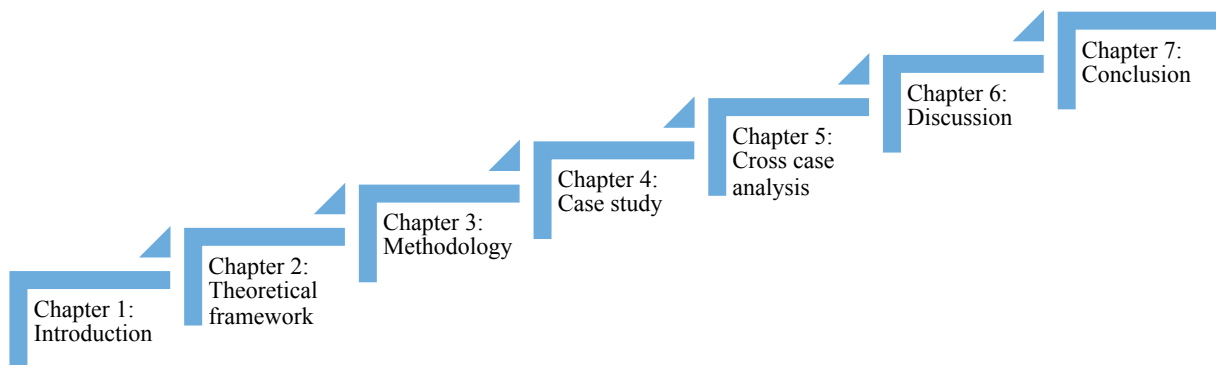 Chapter 1:
Introduction
Chapter 2:
Theoretical
framework
Chapter 3:
Methodology
Chapter 4:
Case study
Chapter 5:
Cross case
analysis
Chapter 6:
Discussion
Chapter 7:
Conclusion